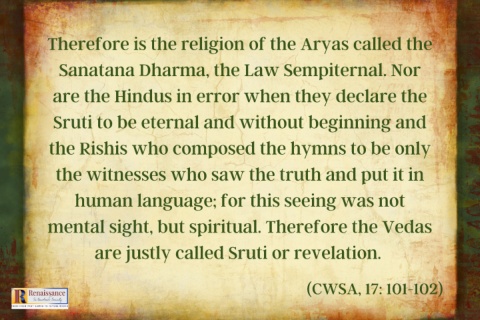 Therefore is the religion of the Aryas called the
Sanatana Dharma, the Law Sempiternal. Nor
are the Hindus in error when they declare the
Sruti to be eternal and without beginning and
the Rishis who composed the hymns to be only
the witnesses who saw the truth and put it in
human language; for this seeing was not
mental sight, but spiritual. Therefore the Vedas
are justly called Sruti or revelation.
(CWSA, 17: 101-102)
Renaissance